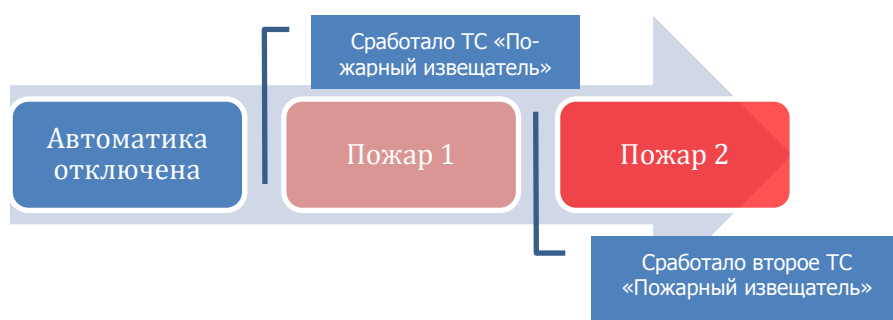 Сработало ТС «По-
жарный извещатель»
Автоматика
отключена
Пожар 1
Пожар 2
Сработало второе ТС
«Пожарный извещатель»